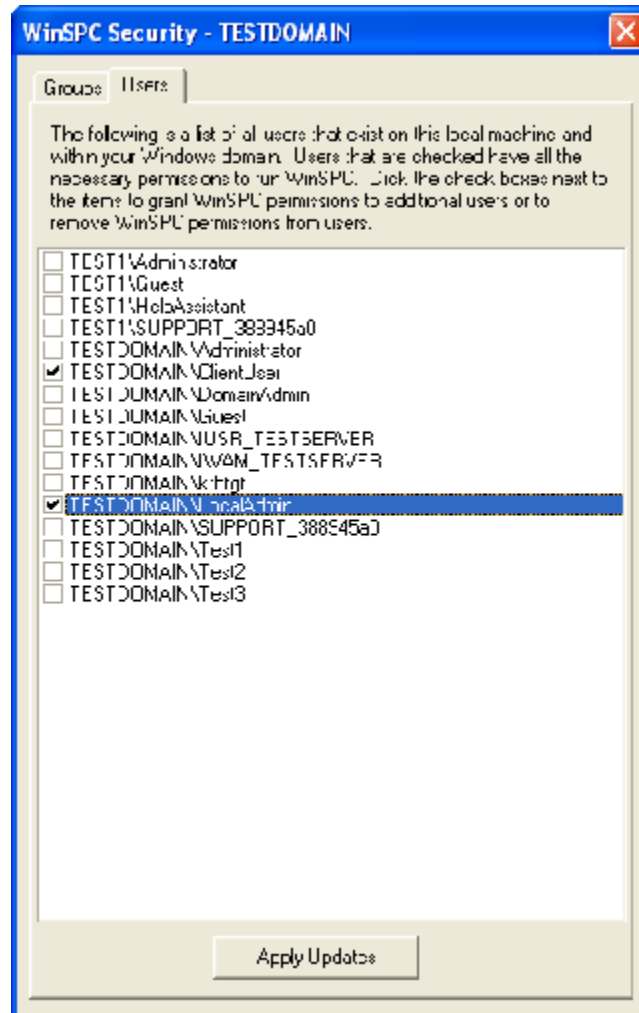 WinSPC Security - TESTDOMAIN
Groups Users
The following is a list of all users that exist on this local machine and
within your Windows domain. Users that are checked have all the
necessary permissions to run WinSPC. Click the check boxes next to
the items to grant WinSPC permissions to additional users or to
remove WinSPC permissions from users.
TEST1\Administrator
TEST1\Guest
TEST1\HelpAssistant
TEST1\SUPPORT_388945a0
TESTDOMAIN\Administrator
TESTDOMAIN\ClientUser
TESTDOMAIN\DomainAdmin
TESTDOMAIN\Guest
TESTDOMAIN\IUSR_TESTSERVER
TESTDOMAIN\IWAM_TESTSERVER
TESTDOMAIN\krbtgt
TESTDOMAIN\LocalAdmin
TESTDOMAIN\SUPPORT_388945a0
TESTDOMAIN\Test1
TESTDOMAIN\Test2
TESTDOMAIN\Test3
Apply Updates